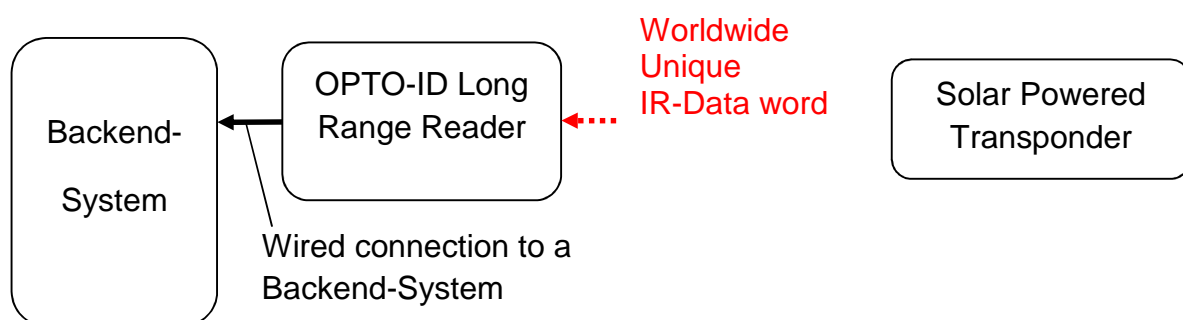 Backend-
System
OPTO-ID Long
Range Reader
Wired connection to a
Backend-System
Worldwide
Unique
IR-Data word
Solar Powered
Transponder